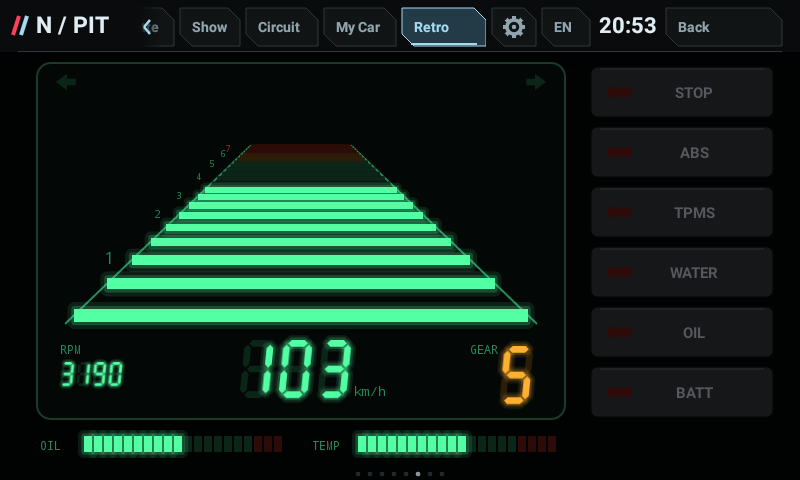 N / PIT
Show
Circuit
My Car
Retro
EN
20:53
Back
7
6
5
4
3
2
1
RPM
3190
103
km/h
GEAR
5
OIL
TEMP
STOP
ABS
TPMS
WATER
OIL
BATT